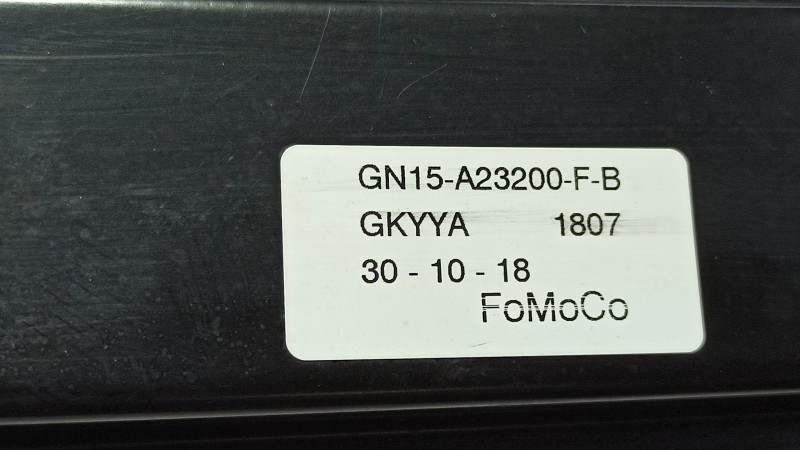 GN15-A23200-F-B
GKYYA 1807
30 - 10 - 18
FoMoCo